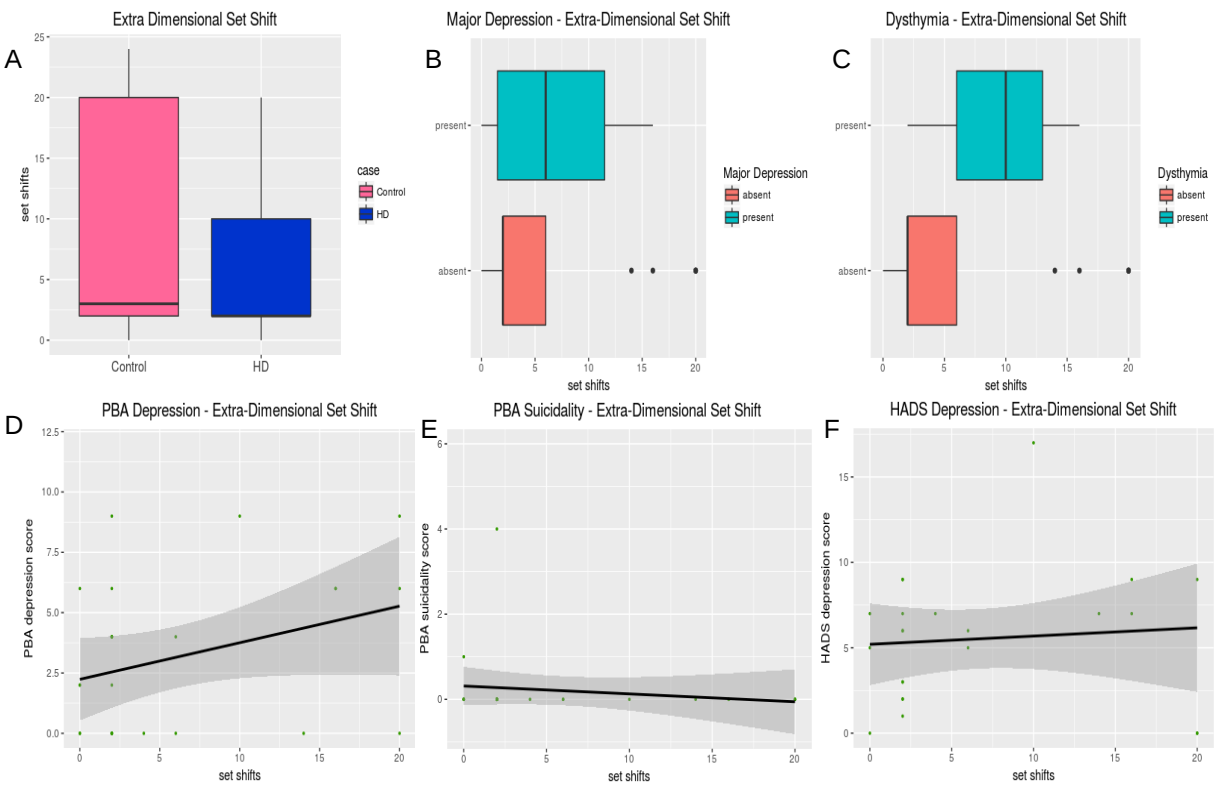 Extra Dimensional Set Shift
A
25
20
15
10
5
0
set shifts
Control
HD
case
Control
HD
Major Depression - Extra-Dimensional Set Shift
B
present
absent
0
5
10
15
20
set shifts
Major Depression
absent
present
Dysthymia - Extra-Dimensional Set Shift
C
present
absent
0
5
10
15
20
set shifts
Dysthymia
absent
present
PBA Depression - Extra-Dimensional Set Shift
D
12.5
10.0
7.5
5.0
2.5
0.0
PBA depression score
0
5
10
15
20
set shifts
PBA Suicidality - Extra-Dimensional Set Shift
E
6
4
2
0
PBA suicidality score
0
5
10
15
20
set shifts
HADS Depression - Extra-Dimensional Set Shift
F
15
10
5
0
HADS depression score
0
5
10
15
20
set shifts